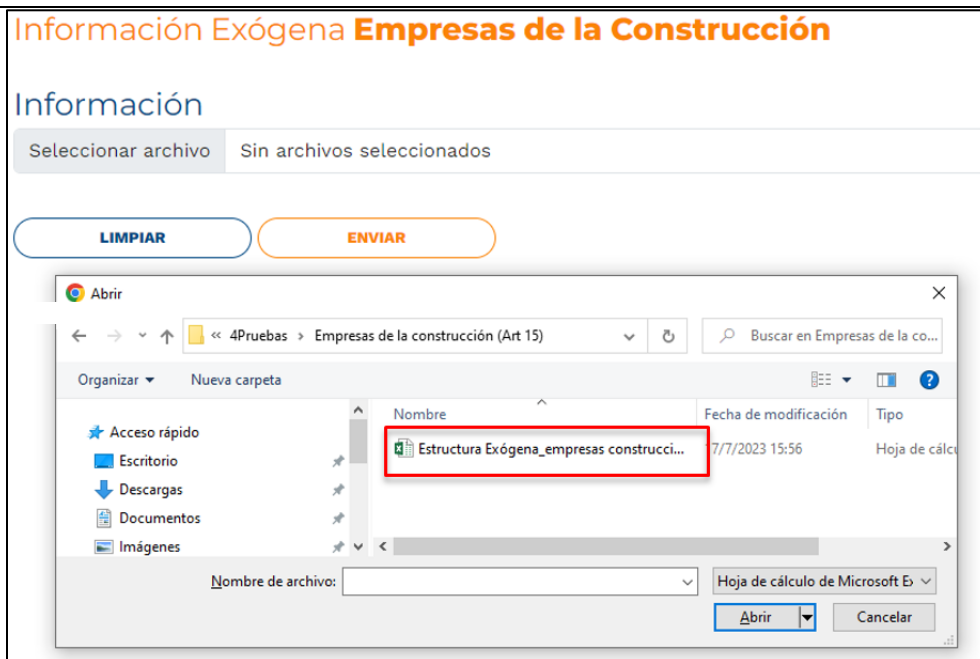 Información Exógena Empresas de la Construcción
Información
Seleccionar archivo Sin archivos seleccionados
LIMPIAR ENVIAR
Abrir
« 4Pruebas > Empresas de la construcción (Art 15) Buscar en Empresas de la co...
Organizar Nueva carpeta
Nombre Fecha de modificación Tipo
Acceso rápido
Estructura Exógena_empresas construcci... 17/7/2023 15:56 Hoja de cálcu
Escritorio
Descargas
Documentos
Imágenes
Nombre de archivo: Hoja de cálculo de Microsoft Ex
Abrir Cancelar